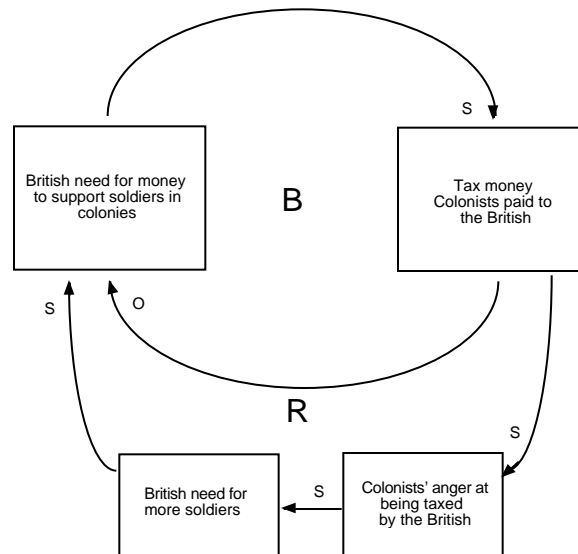 S
British need for money
to support soldiers in
colonies
B
Tax money
Colonists paid to
the British
S
O
R
S
British need for
more soldiers
S
Colonists' anger at
being taxed
by the British